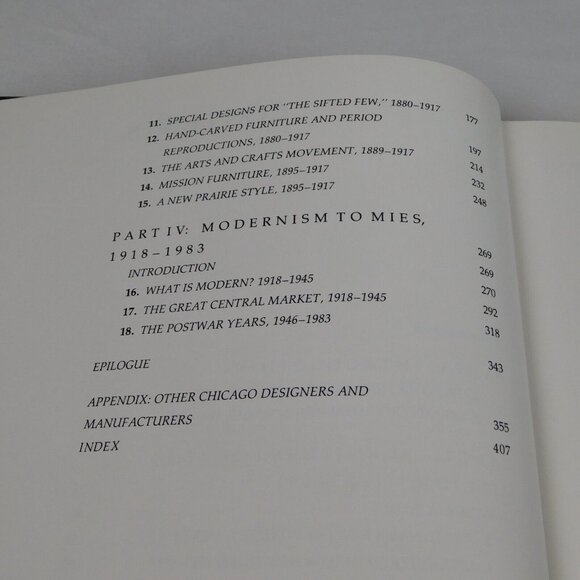 11. SPECIAL DESIGNS FOR "THE SIFTED FEW," 1880–1917 177
12. HAND-CARVED FURNITURE AND PERIOD
REPRODUCTIONS, 1880–1917 197
13. THE ARTS AND CRAFTS MOVEMENT, 1889–1917 214
14. MISSION FURNITURE, 1895–1917 232
15. A NEW PRAIRIE STYLE, 1895–1917 248
PART IV: MODERNISM TO MIES,
1918–1983 269
INTRODUCTION 269
16. WHAT IS MODERN? 1918–1945 270
17. THE GREAT CENTRAL MARKET, 1918–1945 292
18. THE POSTWAR YEARS, 1946–1983 318
EPILOGUE 343
APPENDIX: OTHER CHICAGO DESIGNERS AND
MANUFACTURERS 355
INDEX 407